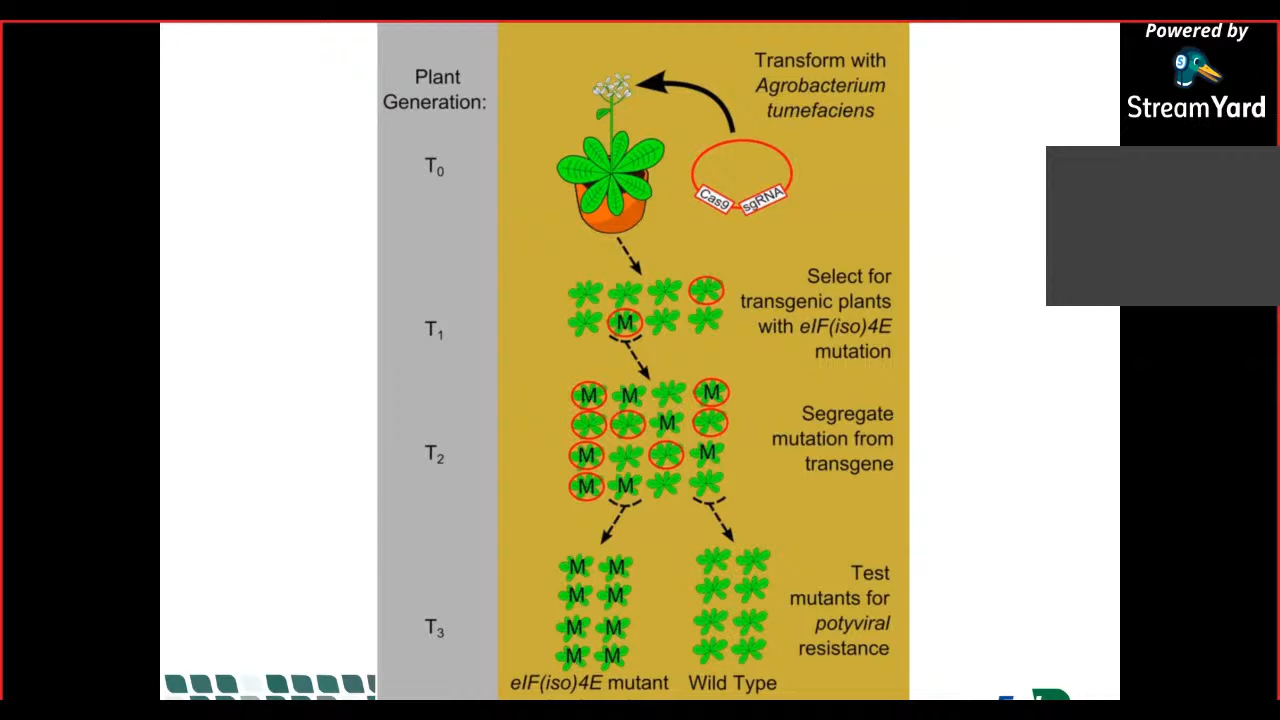 Powered by
StreamYard
Plant
Generation:
Transform with
Agrobacterium
tumefaciens
T₀
Cas9
sgRNA
Select for
transgenic plants
with eIF(iso)4E
mutation
T₁
M
M M M
Segregate
mutation from
transgene
M
T₂
M M
M M
Test
mutants for
potyviral
resistance
M M
M M
T₃
M M
M M
eIF(iso)4E mutant
Wild Type